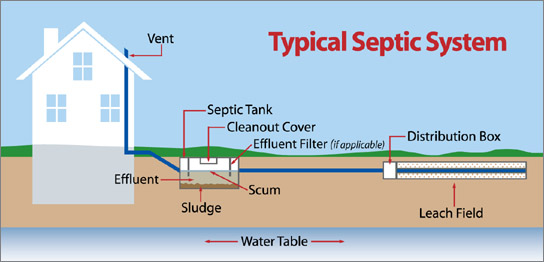 Typical Septic System
Vent
Septic Tank
Cleanout Cover
Effluent Filter (if applicable)
Distribution Box
Effluent
Scum
Sludge
Leach Field
Water Table